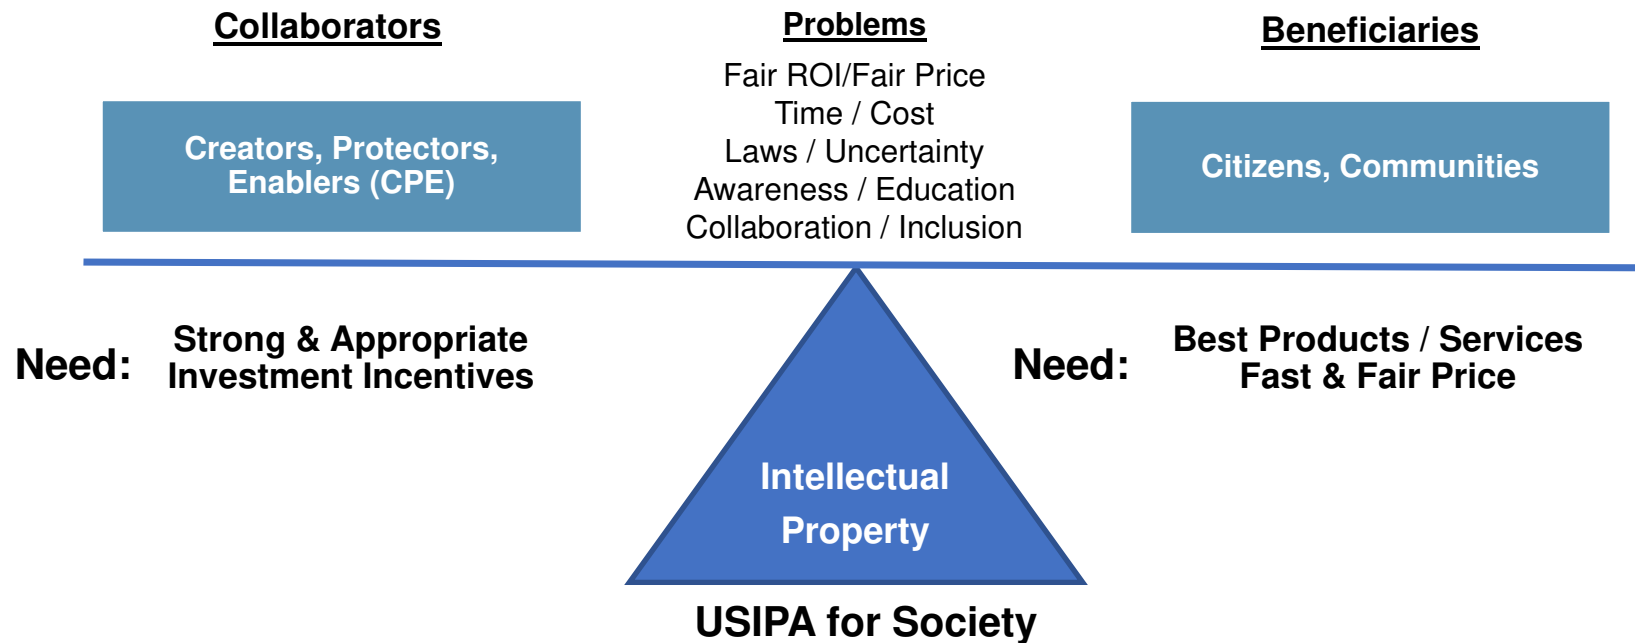 Collaborators
Creators, Protectors,
Enablers (CPE)
Problems
Fair ROI/Fair Price
Time / Cost
Laws / Uncertainty
Awareness / Education
Collaboration / Inclusion
Beneficiaries
Citizens, Communities
Need:
Strong & Appropriate
Investment Incentives
Need:
Best Products / Services
Fast & Fair Price
Intellectual
Property
USIPA for Society